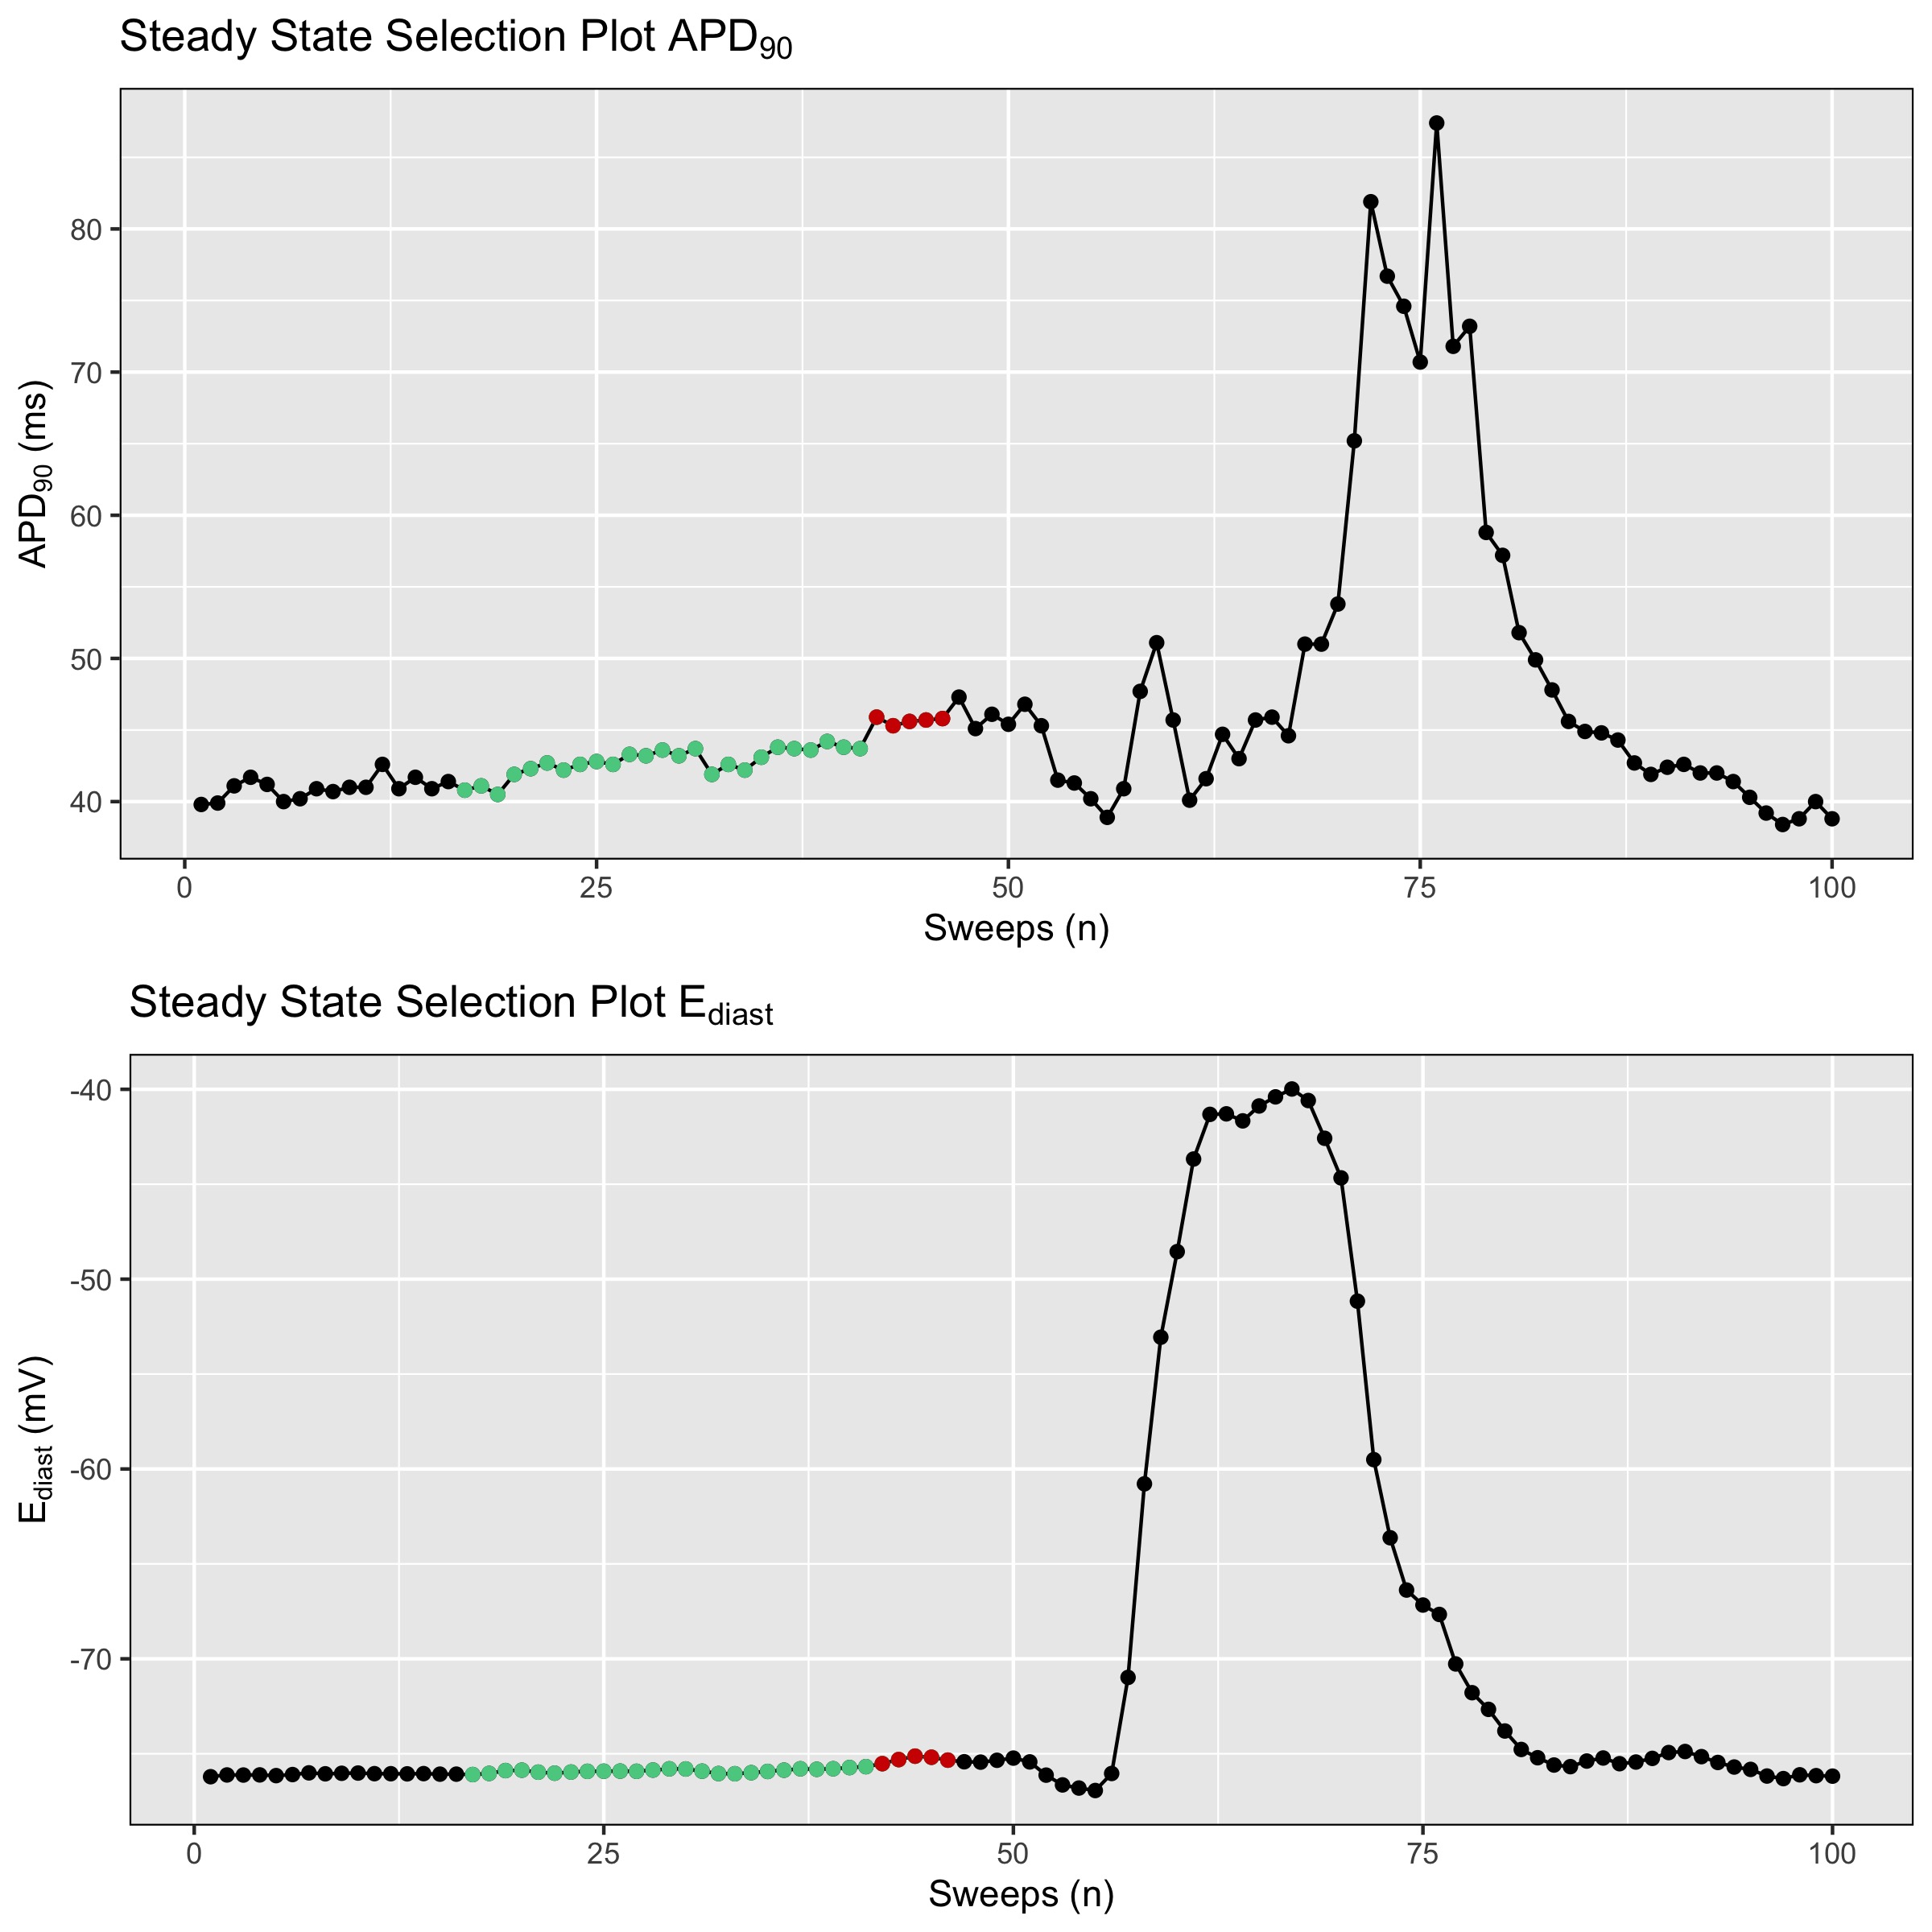 Steady State Selection Plot APD90
APD90 (ms)
80
70
60
50
40
0 25 50 75 100
Sweeps (n)
Steady State Selection Plot Ediast
Ediast (mV)
-40
-50
-60
-70
0 25 50 75 100
Sweeps (n)